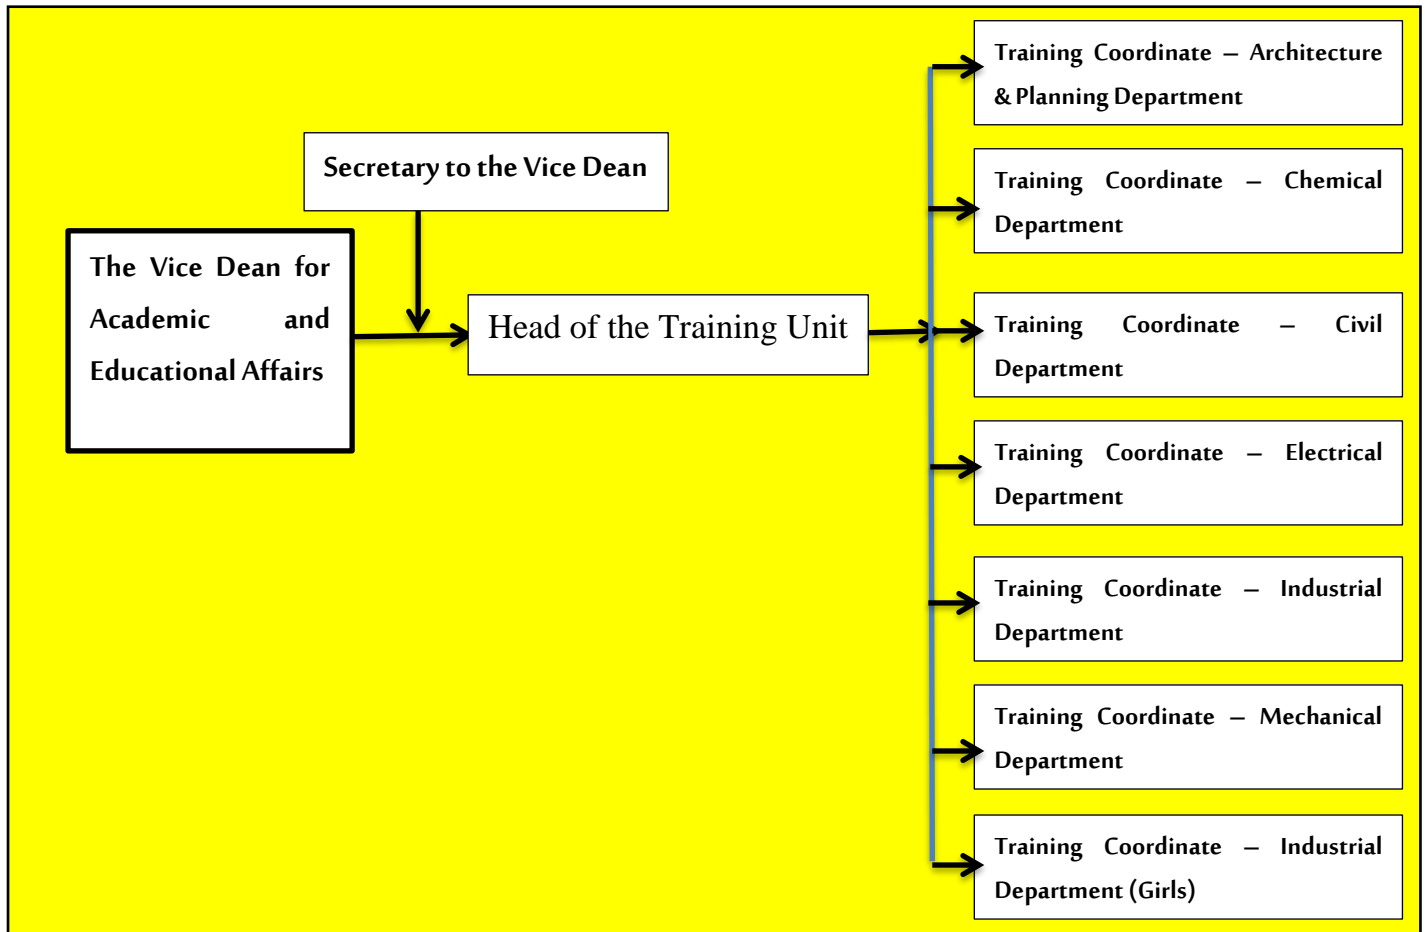 Secretary to the Vice Dean
The Vice Dean for
Academic and
Educational Affairs
Head of the Training Unit
Training Coordinate – Architecture
& Planning Department
Training Coordinate – Chemical
Department
Training Coordinate – Civil
Department
Training Coordinate – Electrical
Department
Training Coordinate – Industrial
Department
Training Coordinate – Mechanical
Department
Training Coordinate – Industrial
Department (Girls)